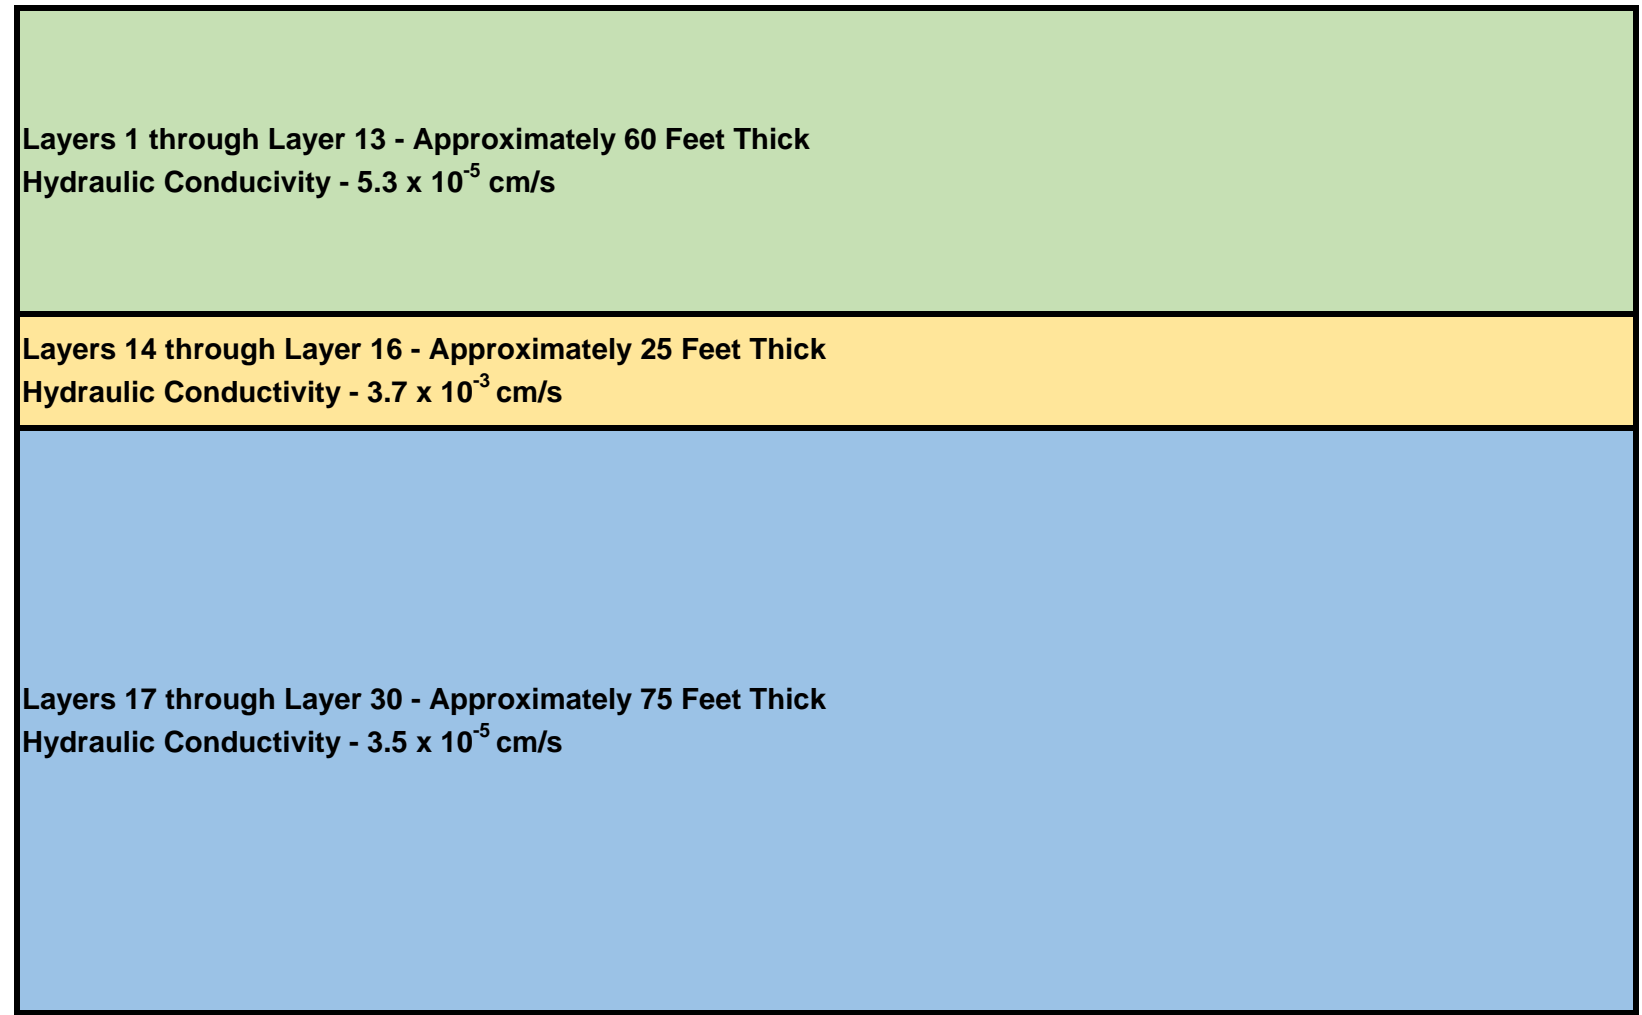 Layers 1 through Layer 13 - Approximately 60 Feet Thick
Hydraulic Conducivity - 5.3 x 10⁻⁵ cm/s
Layers 14 through Layer 16 - Approximately 25 Feet Thick
Hydraulic Conductivity - 3.7 x 10⁻³ cm/s
Layers 17 through Layer 30 - Approximately 75 Feet Thick
Hydraulic Conductivity - 3.5 x 10⁻⁵ cm/s